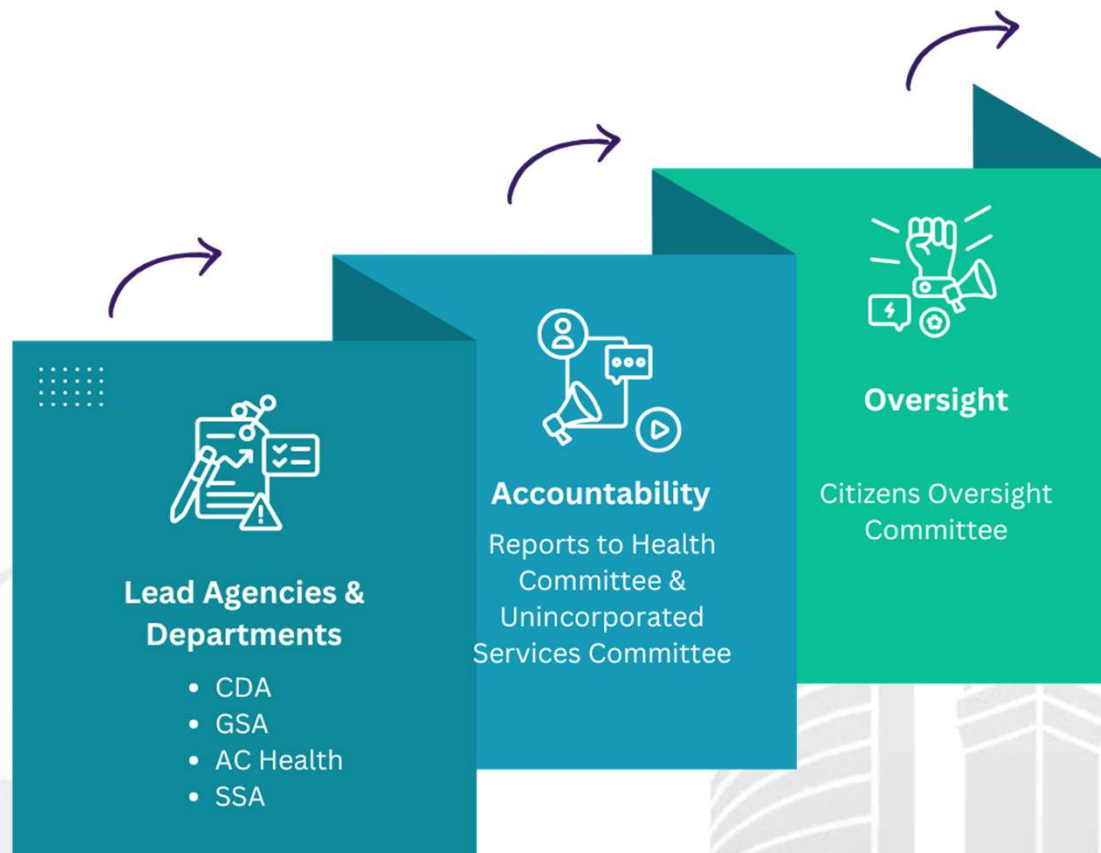 Lead Agencies &
Departments
• CDA
• GSA
• AC Health
• SSA
Accountability
Reports to Health
Committee &
Unincorporated
Services Committee
Oversight
Citizens Oversight
Committee